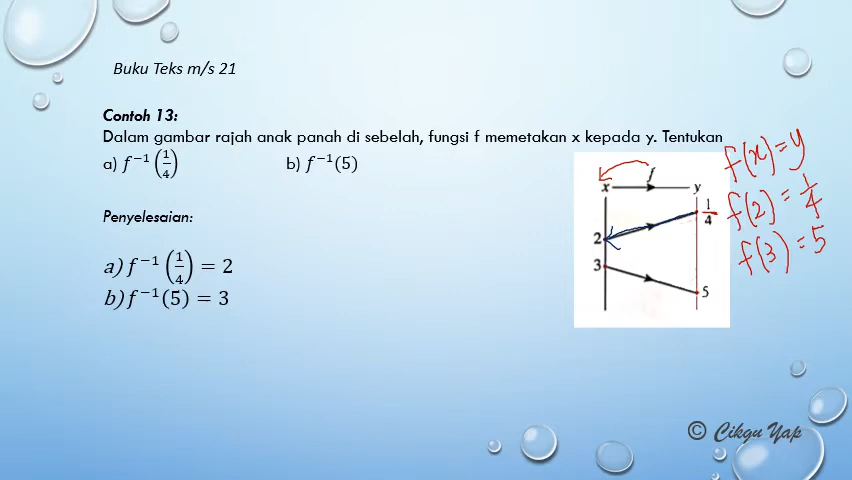 Buku Teks m/s 21
Contoh 13:
Dalam gambar rajah anak panah di sebelah, fungsi f memetakan x kepada y. Tentukan
a) f⁻¹(1/4) b) f⁻¹(5)
Penyelesaian:
a) f⁻¹(1/4) = 2
b) f⁻¹(5) = 3
f
x y
1/4
2
3
5
f(x) = y
f(2) = 1/4
f(3) = 5
© Cikgu Yap